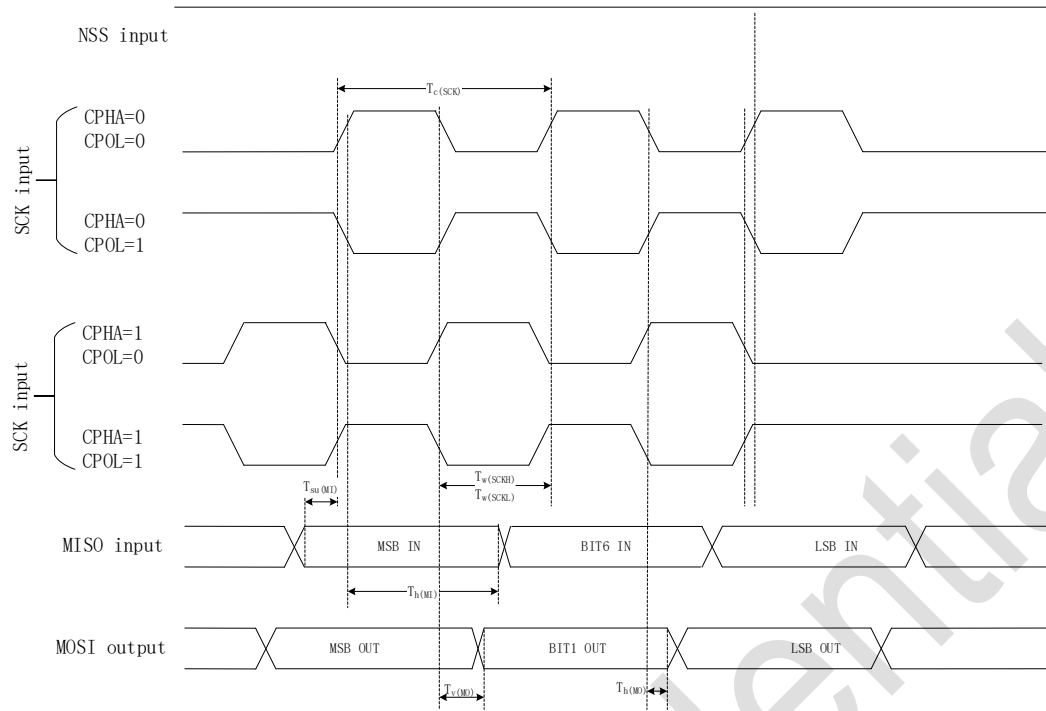 NSS input
Tc(SCK)
SCK input
CPHA=0
CPOL=0
CPHA=0
CPOL=1
SCK input
CPHA=1
CPOL=0
CPHA=1
CPOL=1
Tsu(MI)
Tw(SCKH)
Tw(SCKL)
MISO input
MSB IN
BIT6 IN
LSB IN
Th(MI)
MOSI output
MSB OUT
BIT1 OUT
LSB OUT
Tv(MO)
Th(MO)
dential